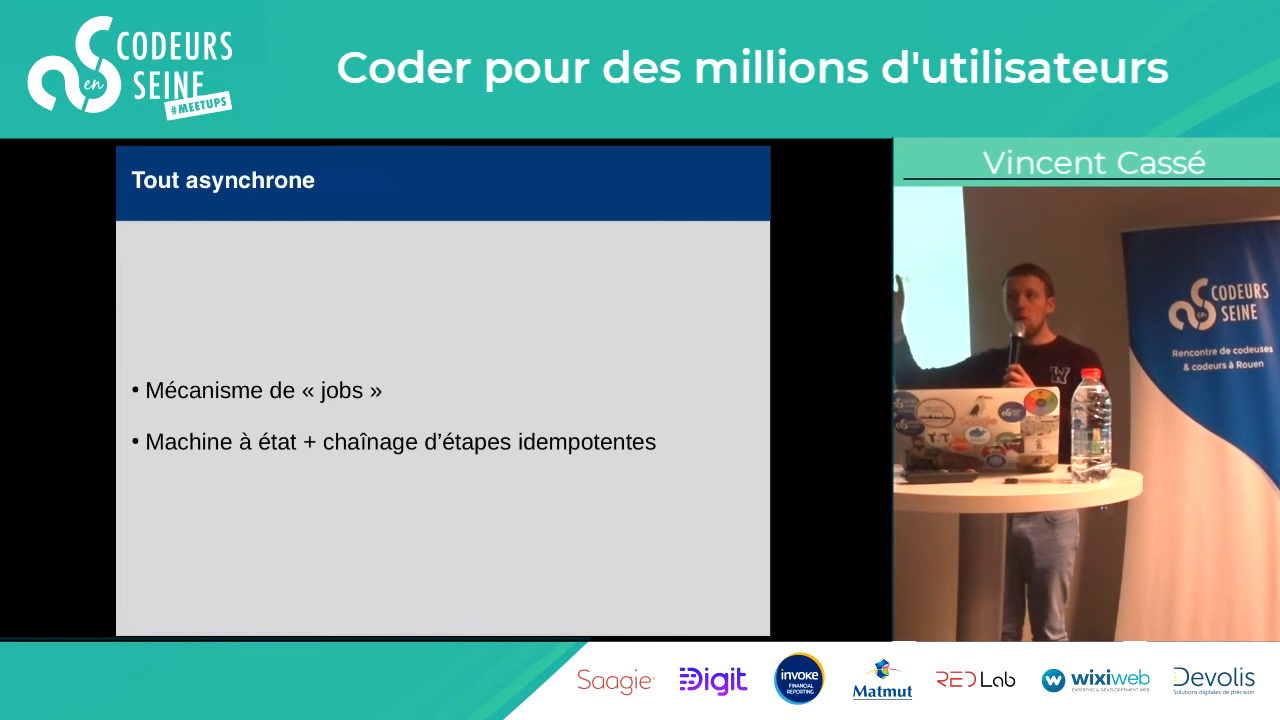 CODEURS
en
SEINE
#MEETUPS
Coder pour des millions d'utilisateurs
Vincent Cassé
Tout asynchrone
• Mécanisme de « jobs »
• Machine à état + chaînage d’étapes idempotentes
CODEURS
en
SEINE
Rencontre de codeuses
& codeurs à Rouen
W
Saagie
Digit
invoke
FINANCIAL
REPORTING
Matmut
RED Lab
W wixiweb
EXPERTISE & DÉVELOPPEMENT WEB
Devolis
Solutions digitales de précision